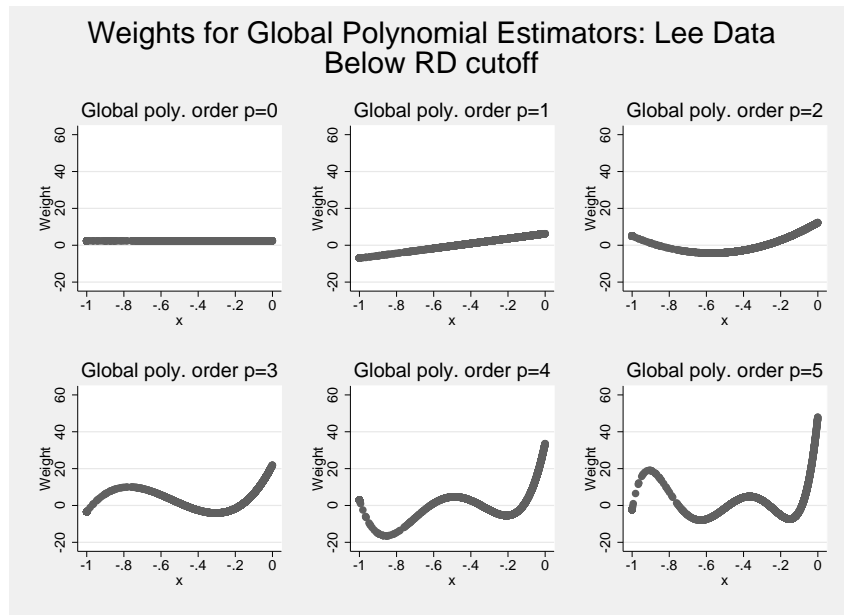 Weights for Global Polynomial Estimators: Lee Data
Below RD cutoff
Global poly. order p=0
60
40
20
0
-20
Weight
-1 -.8 -.6 -.4 -.2 0
x
Global poly. order p=1
60
40
20
0
-20
Weight
-1 -.8 -.6 -.4 -.2 0
x
Global poly. order p=2
60
40
20
0
-20
Weight
-1 -.8 -.6 -.4 -.2 0
x
Global poly. order p=3
60
40
20
0
-20
Weight
-1 -.8 -.6 -.4 -.2 0
x
Global poly. order p=4
60
40
20
0
-20
Weight
-1 -.8 -.6 -.4 -.2 0
x
Global poly. order p=5
60
40
20
0
-20
Weight
-1 -.8 -.6 -.4 -.2 0
x